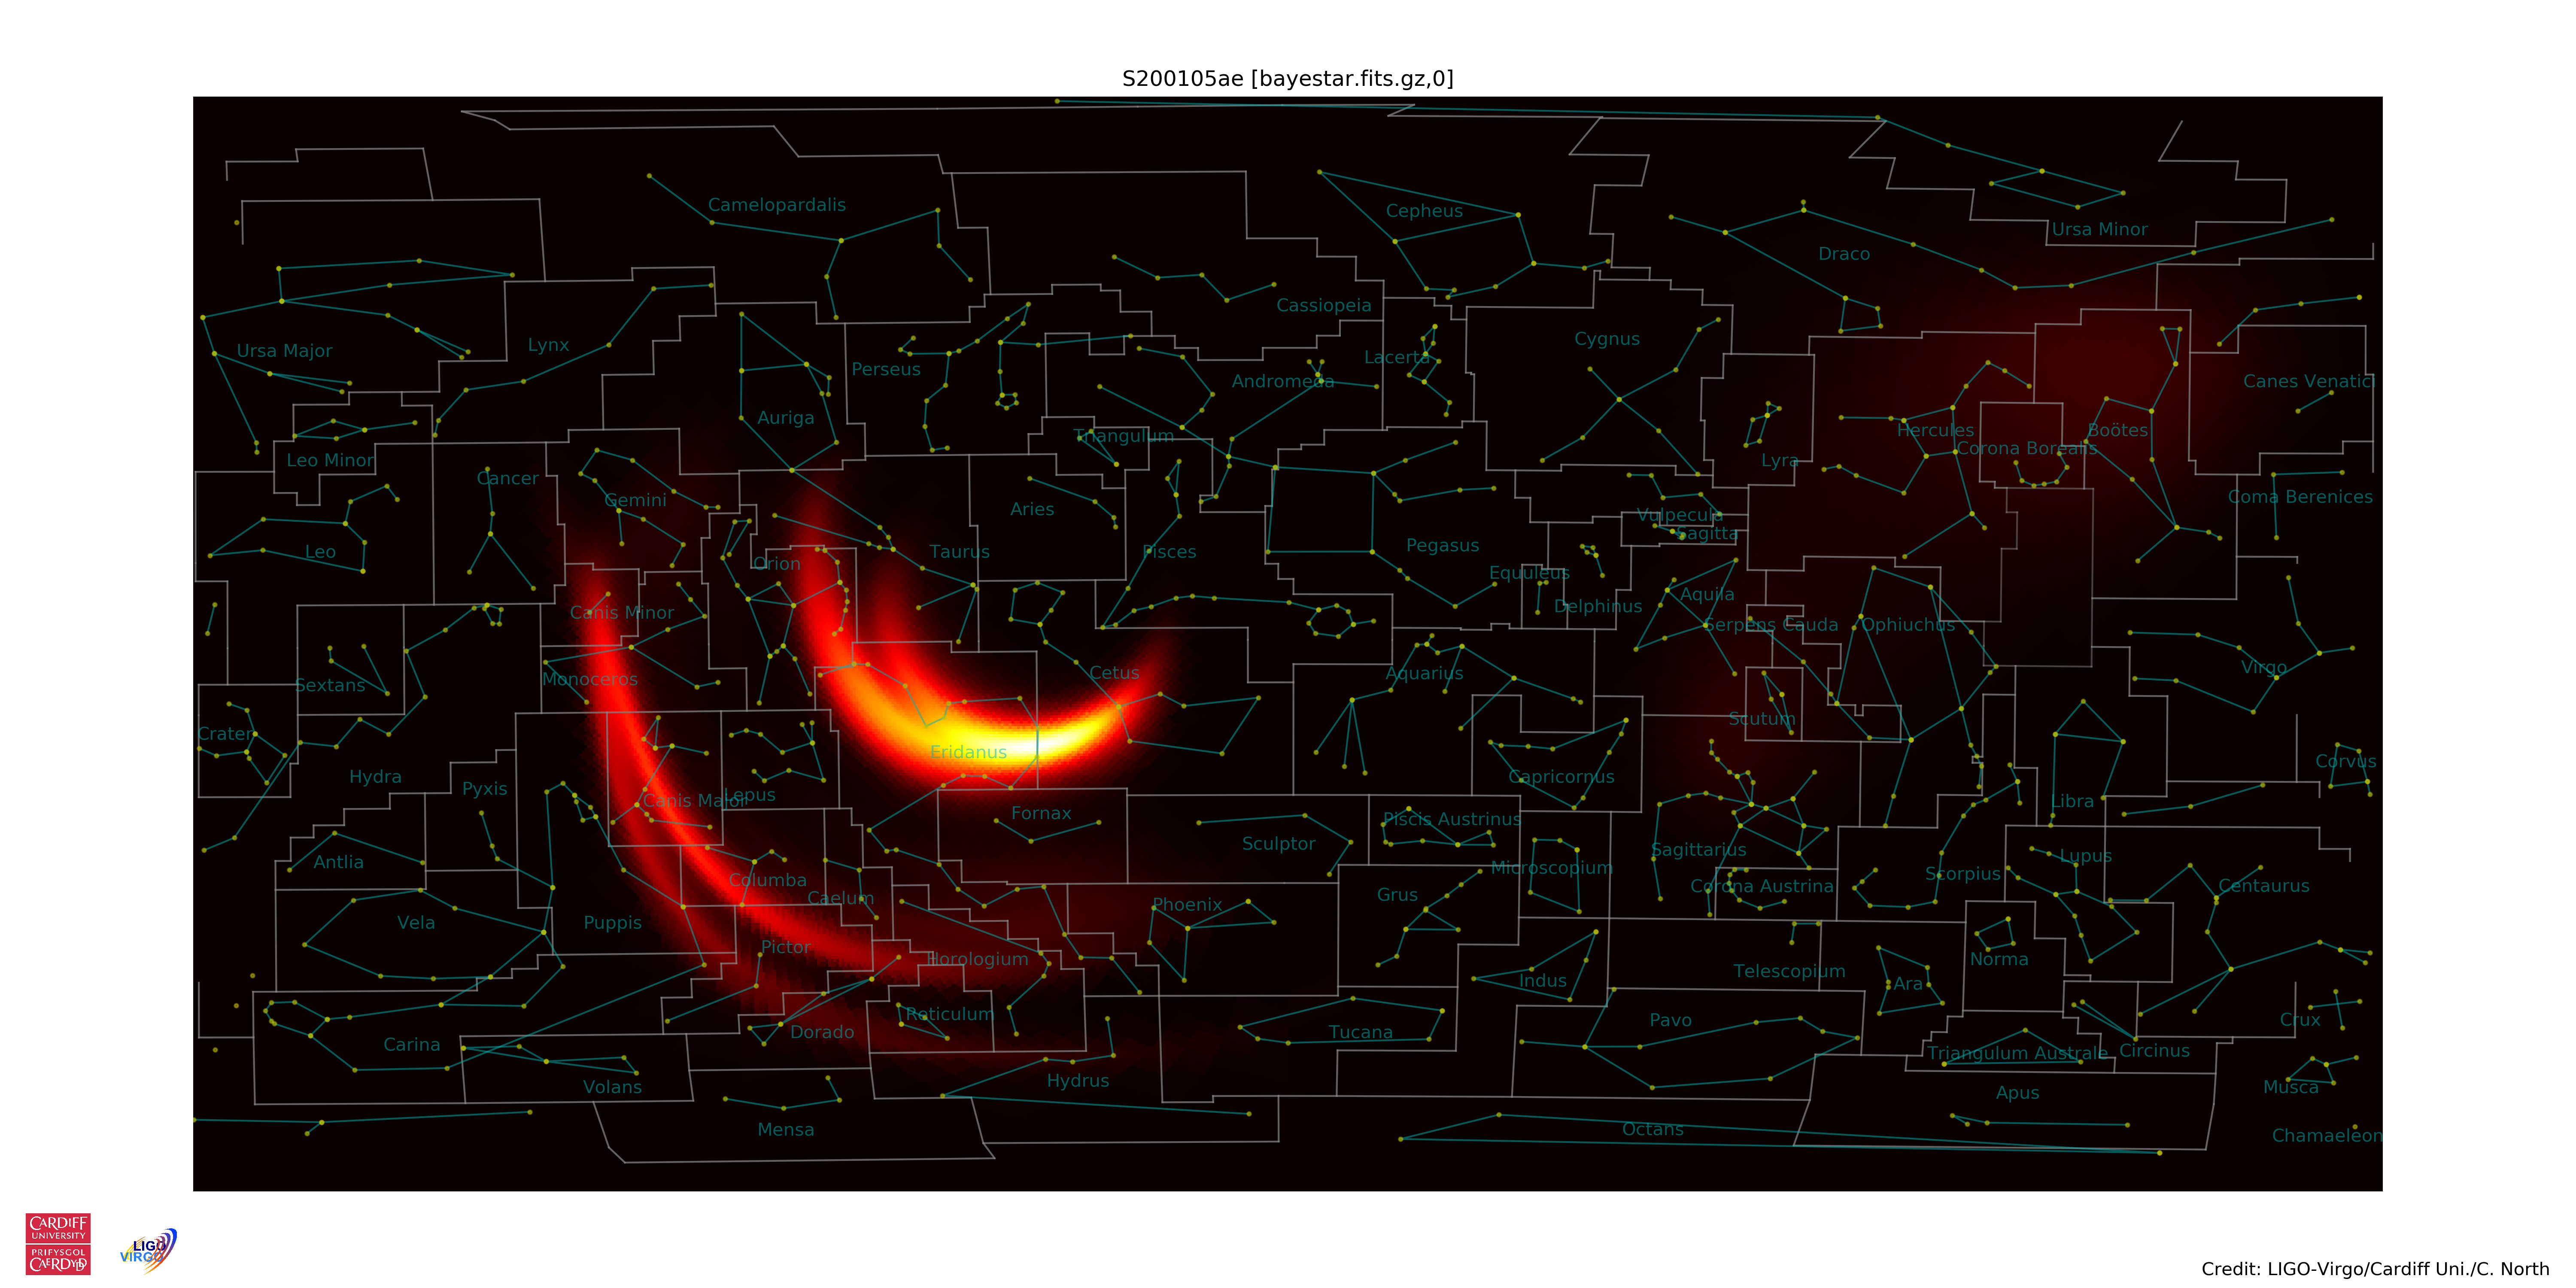 S200105ae [bayestar.fits.gz,0]
Camelopardalis
Cepheus
Ursa Minor
Draco
Cassiopeia
Ursa Major
Lynx
Perseus
Andromeda
Lacerta
Cygnus
Canes Venatici
Auriga
Triangulum
Hercules
Boötes
Corona Borealis
Leo Minor
Lyra
Cancer
Gemini
Aries
Coma Berenices
Vulpecula
Sagitta
Leo
Orion
Taurus
Pisces
Pegasus
Equuleus
Delphinus
Aquila
Canis Minor
Serpens Cauda
Ophiuchus
Sextans
Monoceros
Cetus
Aquarius
Virgo
Crater
Scutum
Eridanus
Hydra
Pyxis
Canis Major
Lepus
Capricornus
Corvus
Libra
Fornax
Piscis Austrinus
Antlia
Sculptor
Sagittarius
Lupus
Columba
Caelum
Microscopium
Corona Austrina
Scorpius
Centaurus
Vela
Puppis
Phoenix
Grus
Pictor
Horologium
Indus
Telescopium
Ara
Norma
Reticulum
Dorado
Tucana
Pavo
Crux
Carina
Triangulum Australe
Circinus
Volans
Hydrus
Apus
Musca
Mensa
Octans
Chamaeleon
CARDIFF
UNIVERSITY
PRIFYSGOL
CAERDYDD
LIGO
VIRGO
Credit: LIGO-Virgo/Cardiff Uni./C. North